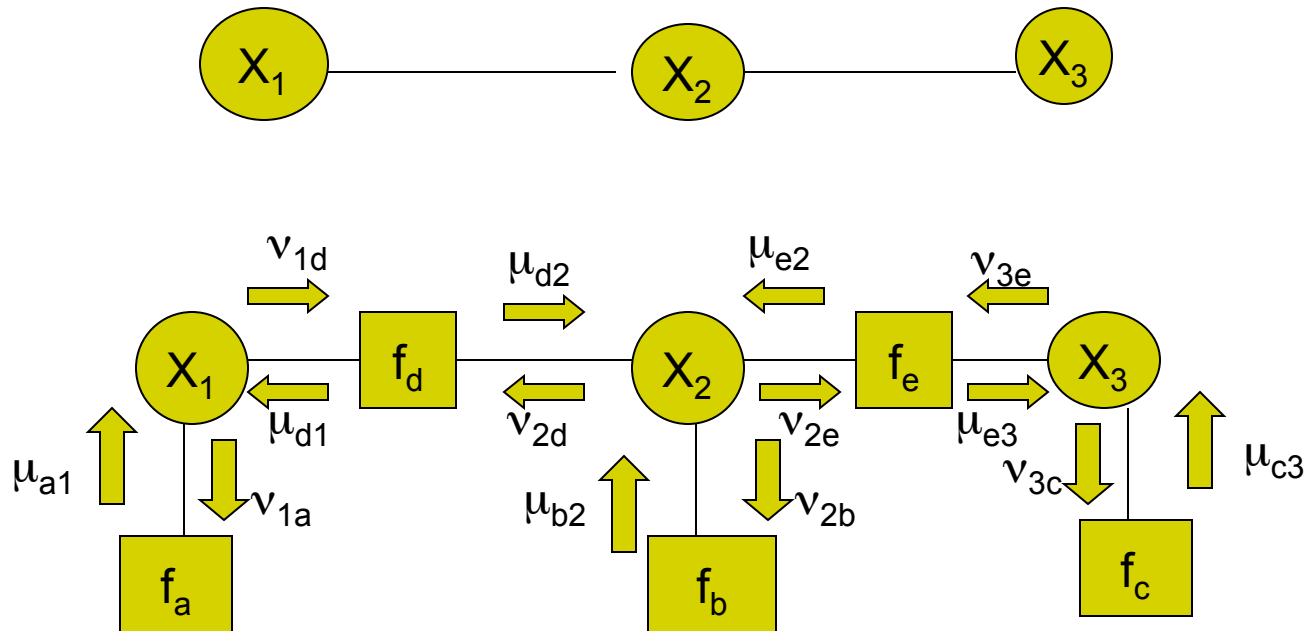 X₁ X₂ X₃
ν₁d μd2 μe2 ν₃e
X₁ fd X₂ fe X₃
μd1 ν₂d ν₂e μe3
μa1 ν₁a μb2 ν₂b ν₃c μc3
fa fb fc